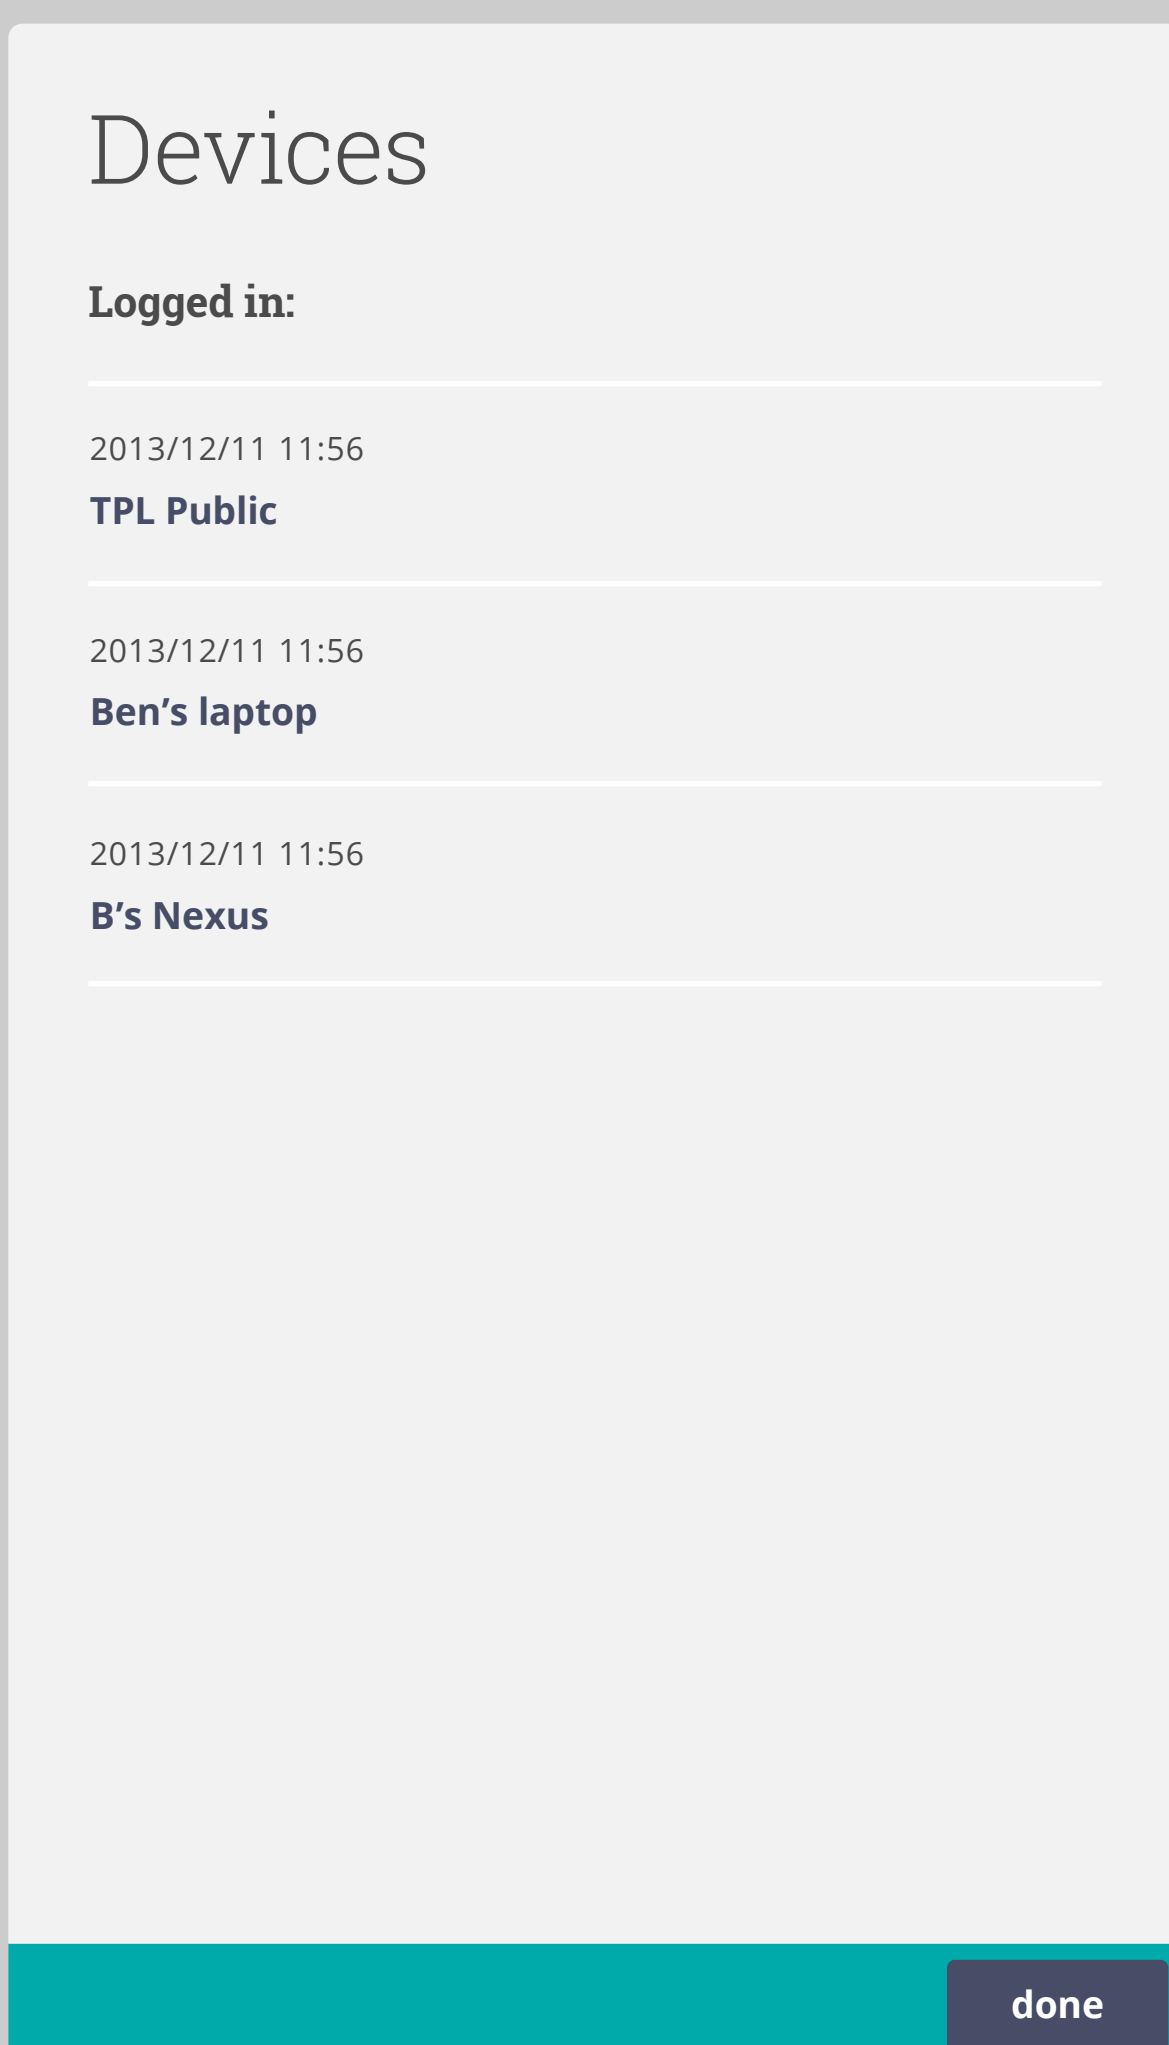 Devices
Logged in:
2013/12/11 11:56
TPL Public
2013/12/11 11:56
Ben’s laptop
2013/12/11 11:56
B’s Nexus
done